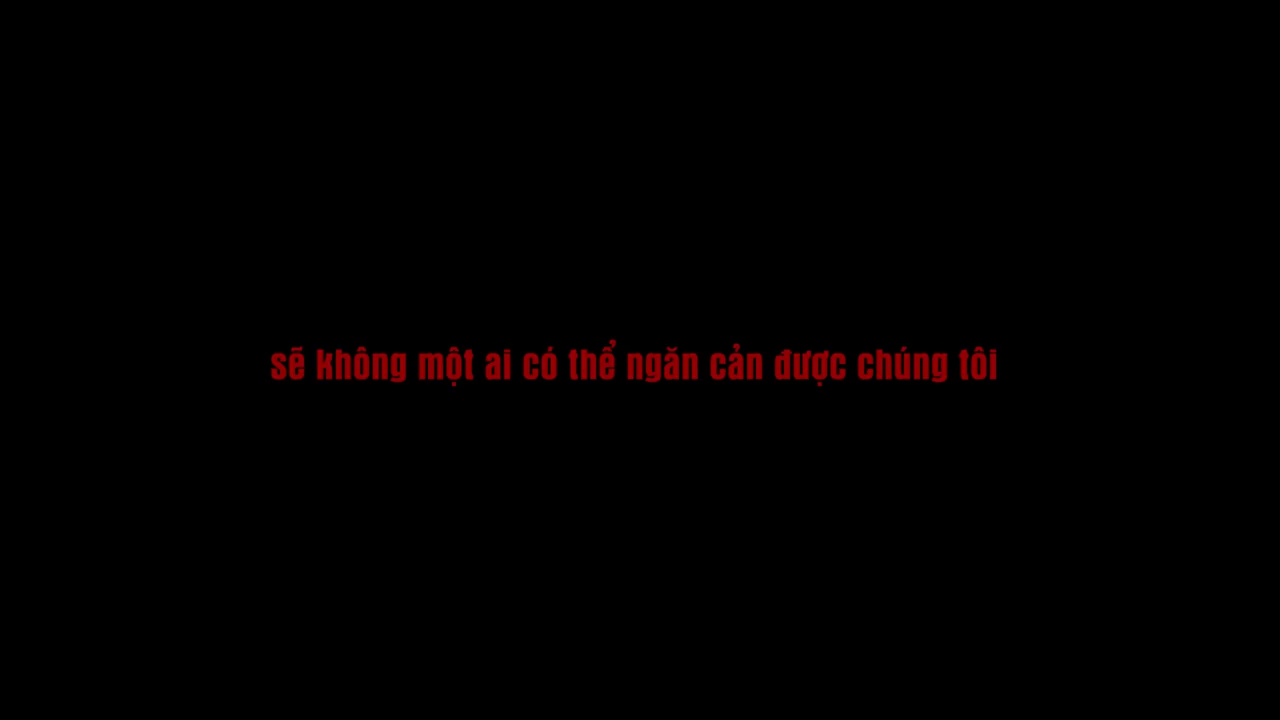 sẽ không một ai có thể ngăn cản được chúng tôi